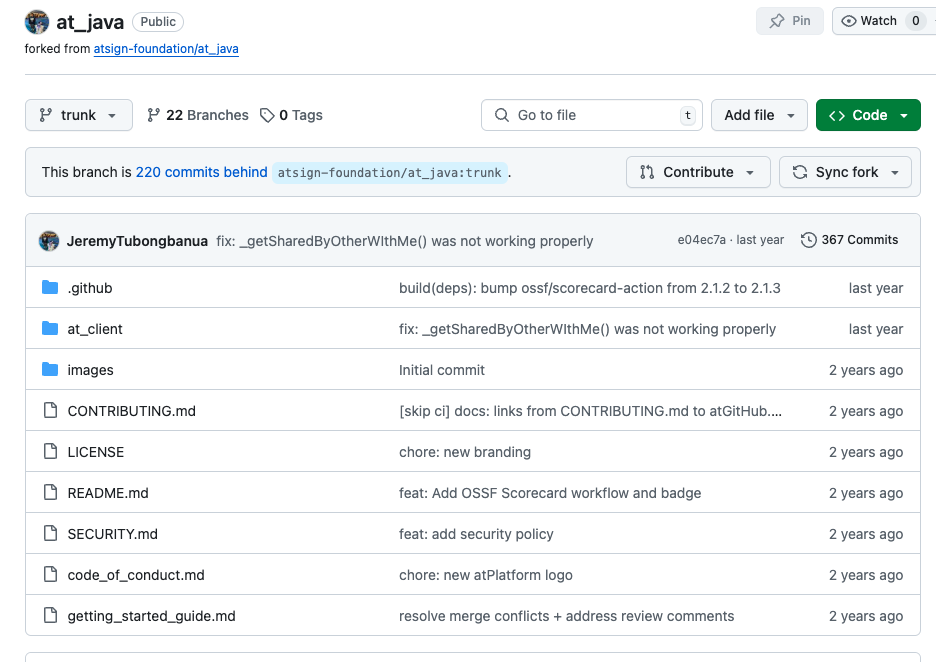 at_java Public Pin Watch 0
forked from atsign-foundation/at_java
trunk 22 Branches 0 Tags Go to file t Add file Code
This branch is 220 commits behind atsign-foundation/at_java:trunk . Contribute Sync fork
JeremyTubongbanua fix: _getSharedByOtherWIthMe() was not working properly e04ec7a · last year 367 Commits
.github build(deps): bump ossf/scorecard-action from 2.1.2 to 2.1.3 last year
at_client fix: _getSharedByOtherWIthMe() was not working properly last year
images Initial commit 2 years ago
CONTRIBUTING.md [skip ci] docs: links from CONTRIBUTING.md to atGitHub.... 2 years ago
LICENSE chore: new branding 2 years ago
README.md feat: Add OSSF Scorecard workflow and badge 2 years ago
SECURITY.md feat: add security policy 2 years ago
code_of_conduct.md chore: new atPlatform logo 2 years ago
getting_started_guide.md resolve merge conflicts + address review comments 2 years ago